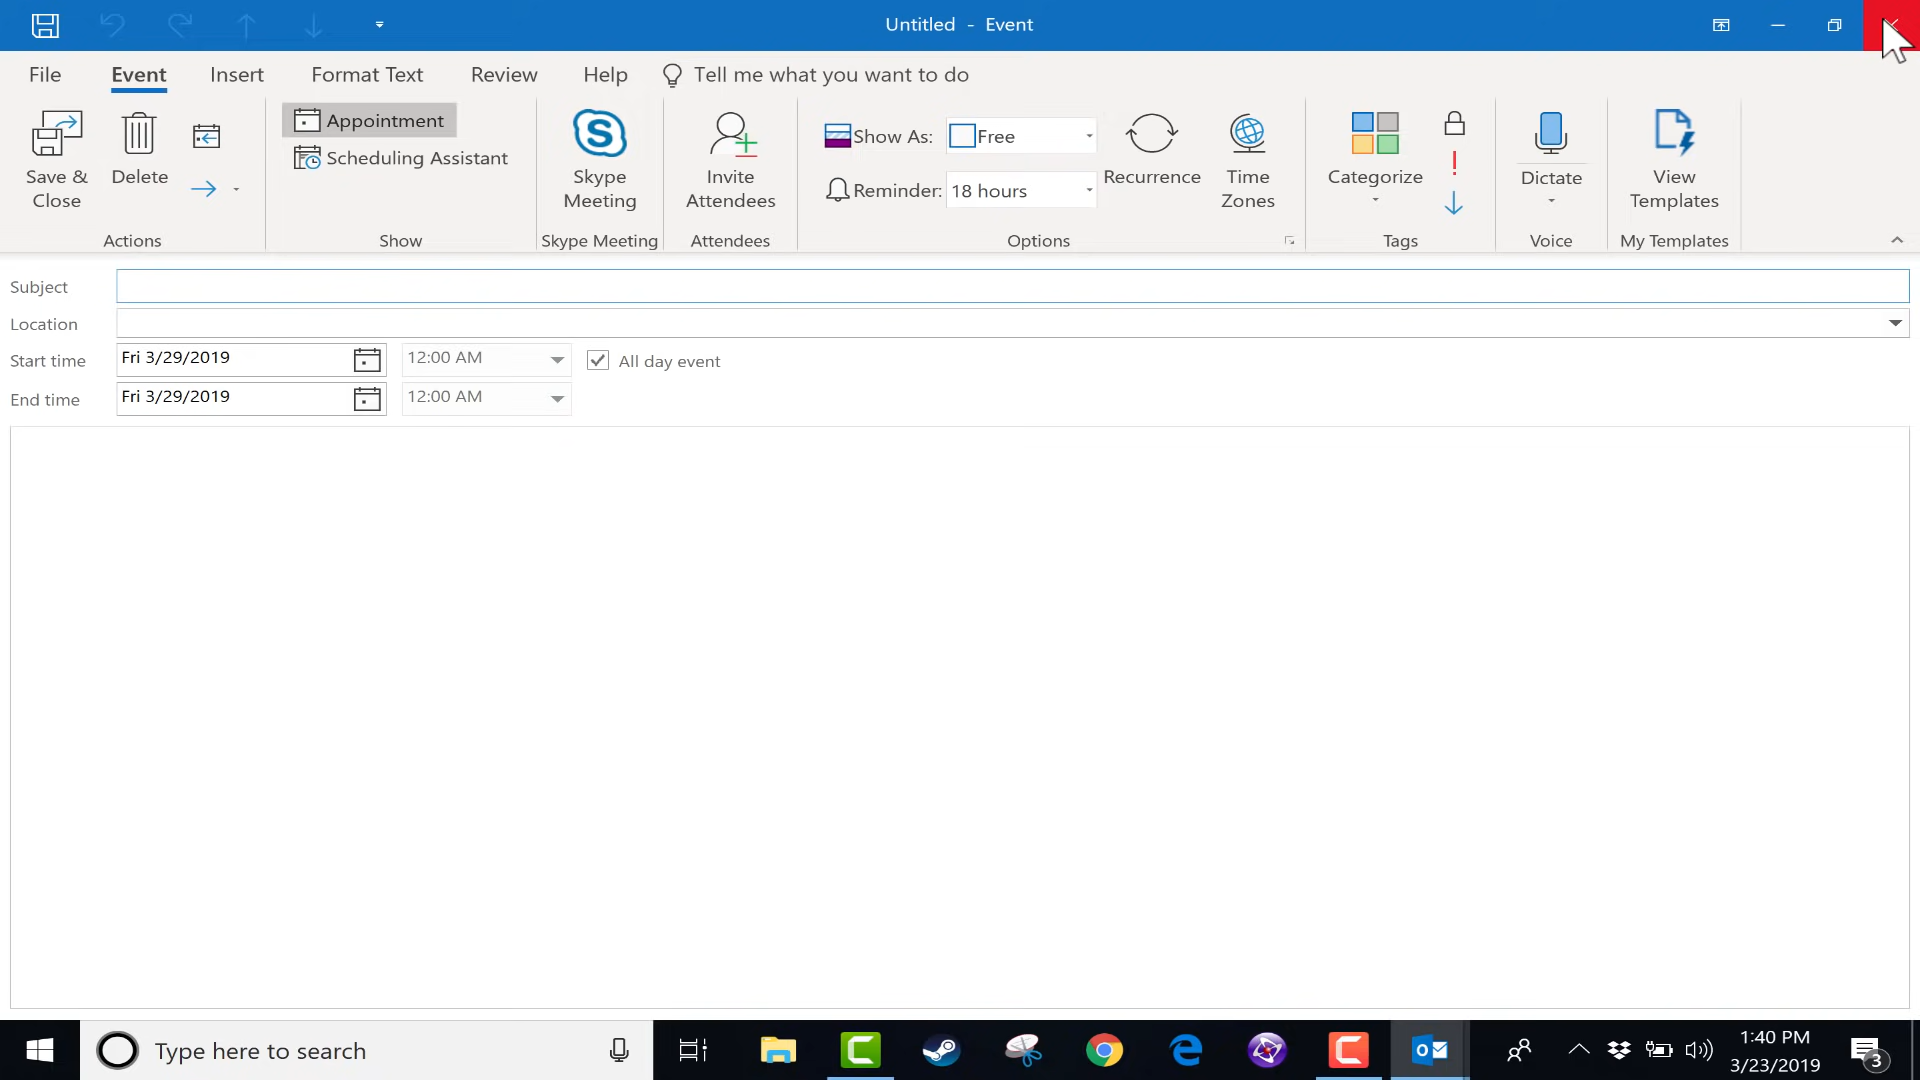 Untitled - Event
File Event Insert Format Text Review Help Tell me what you want to do
Save & Close
Delete
Appointment
Scheduling Assistant
Skype Meeting
Invite Attendees
Show As: Free
Reminder: 18 hours
Recurrence
Time Zones
Categorize
Dictate
View Templates
Actions Show Skype Meeting Attendees Options Tags Voice My Templates
Subject
Location
Start time Fri 3/29/2019 12:00 AM All day event
End time Fri 3/29/2019 12:00 AM
Type here to search
1:40 PM
3/23/2019
3